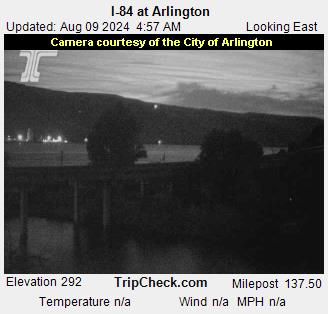 I-84 at Arlington
Updated: Aug 09 2024 4:57 AM Looking East
Camera courtesy of the City of Arlington
Elevation 292 TripCheck.com Milepost 137.50
Temperature n/a Wind n/a MPH n/a